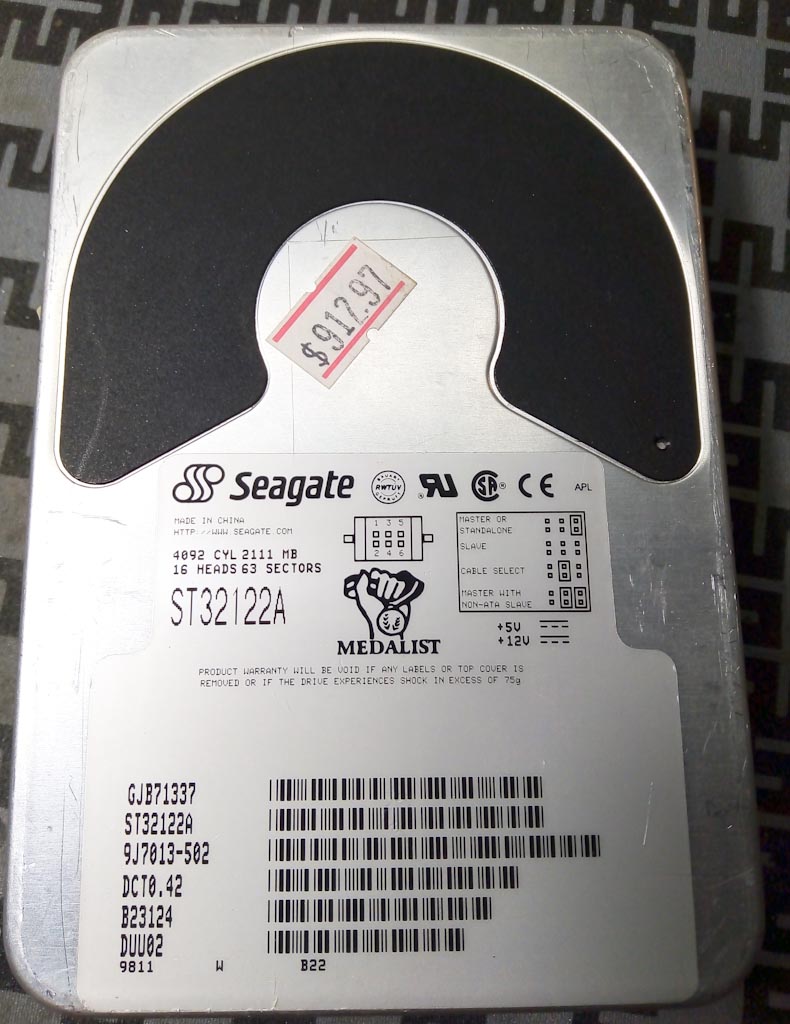 $912.97
Seagate
BAUART
RWTUV
GEPRUFT
APL
MADE IN CHINA
HTTP://WWW.SEAGATE.COM
4092 CYL 2111 MB
16 HEADS 63 SECTORS
ST32122A
1 3 5
2 4 6
MEDALIST
MASTER OR
STANDALONE
SLAVE
CABLE SELECT
MASTER WITH
NON-ATA SLAVE
+5V
+12V
PRODUCT WARRANTY WILL BE VOID IF ANY LABELS OR TOP COVER IS
REMOVED OR IF THE DRIVE EXPERIENCES SHOCK IN EXCESS OF 75g
GJB71337
ST32122A
9J7013-502
DCT0.42
B23124
DUU02
9811 W B22